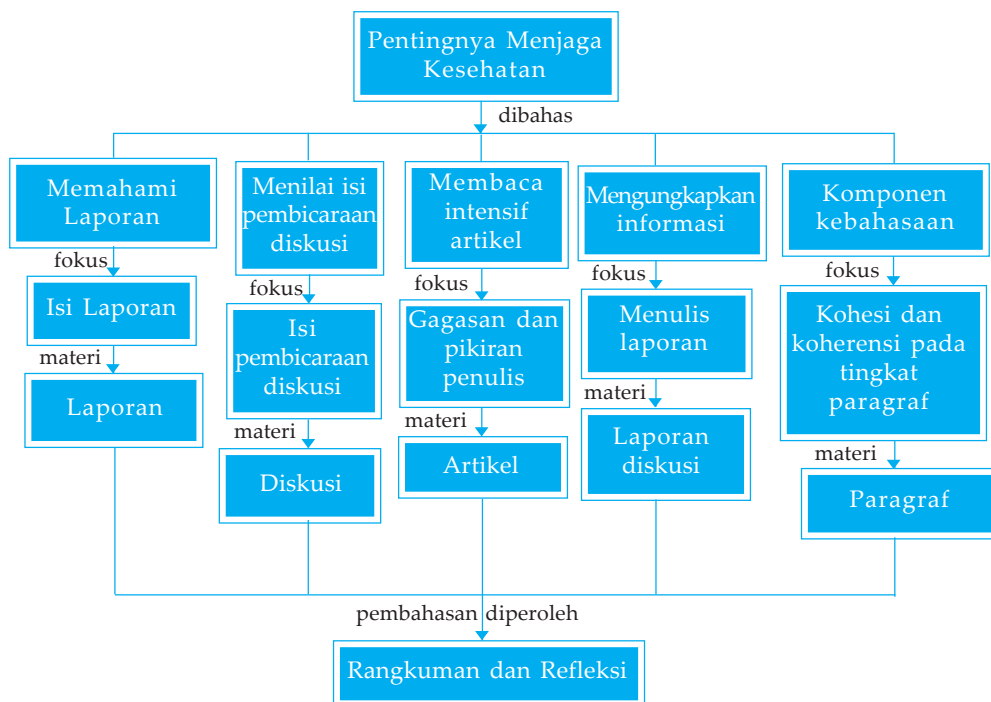 Pentingnya Menjaga
Kesehatan
dibahas
Memahami
Laporan
fokus
Isi Laporan
materi
Laporan
Menilai isi
pembicaraan
diskusi
fokus
Isi
pembicaraan
diskusi
materi
Diskusi
Membaca
intensif
artikel
fokus
Gagasan dan
pikiran
penulis
materi
Artikel
Mengungkapkan
informasi
fokus
Menulis
laporan
materi
Laporan
diskusi
Komponen
kebahasaan
fokus
Kohesi dan
koherensi pada
tingkat
paragraf
materi
Paragraf
pembahasan diperoleh
Rangkuman dan Refleksi